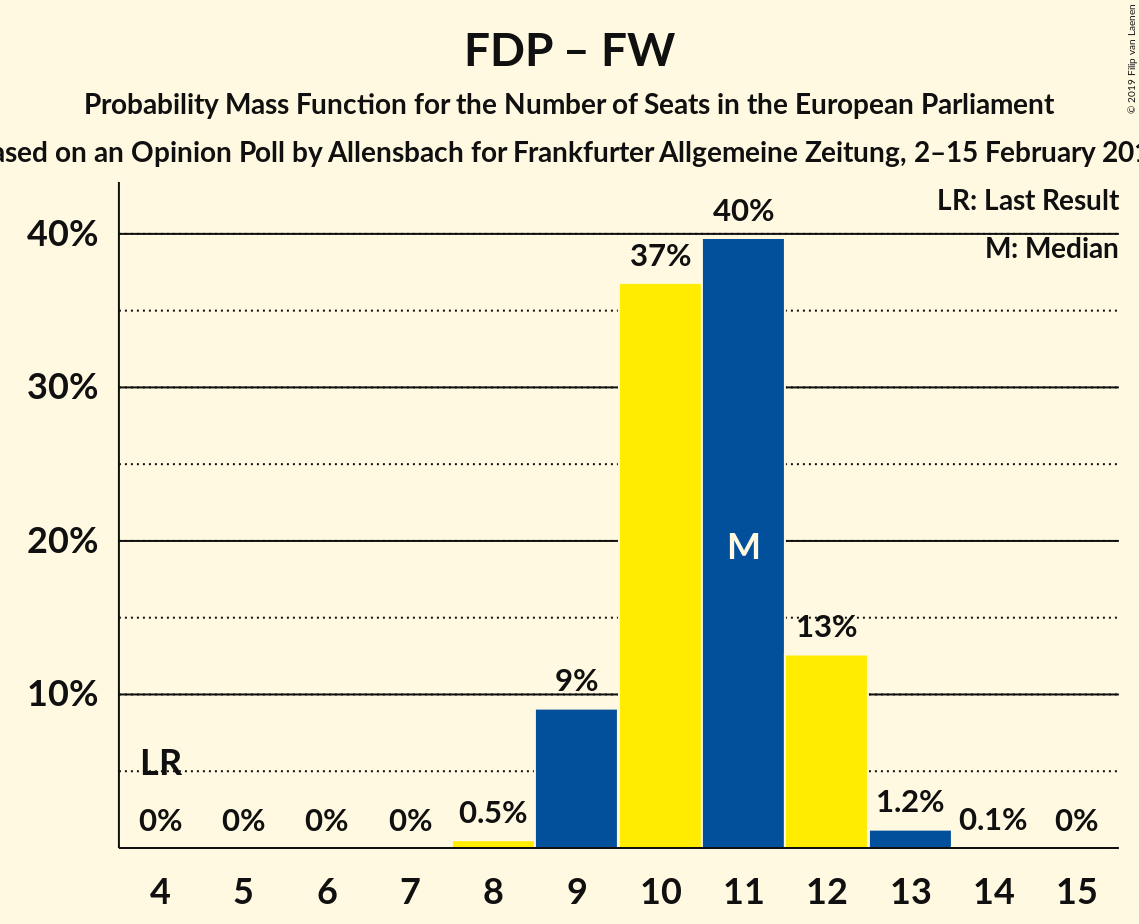 FDP – FW
Probability Mass Function for the Number of Seats in the European Parliament
on an Opinion Poll by Allensbach for Frankfurter Allgemeine Zeitung, 2–15 February
© 2019 Filip van Laenen
LR: Last Result
M: Median
40%
30%
20%
10%
LR
0%
0%
0%
0%
0.5%
9%
37%
40%
M
13%
1.2%
0.1%
0%
4 5 6 7 8 9 10 11 12 13 14 15